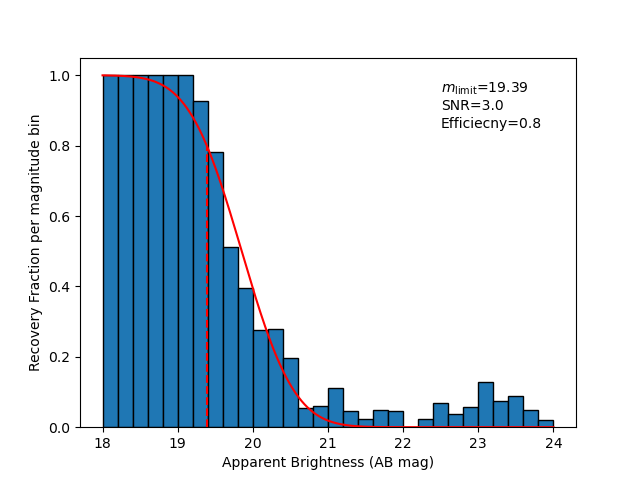 m_limit=19.39
SNR=3.0
Efficiecny=0.8
Recovery Fraction per magnitude bin
1.0
0.8
0.6
0.4
0.2
0.0
18 19 20 21 22 23 24
Apparent Brightness (AB mag)